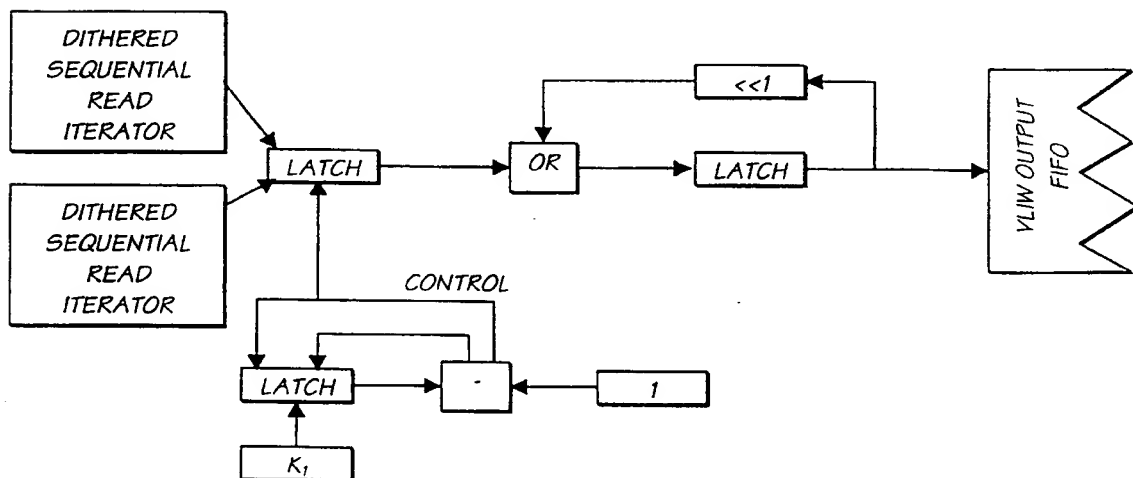 DITHERED
SEQUENTIAL
READ
ITERATOR
<<1
LATCH
OR
LATCH
VLIW OUTPUT
FIFO
DITHERED
SEQUENTIAL
READ
ITERATOR
CONTROL
LATCH
-
1
K₁